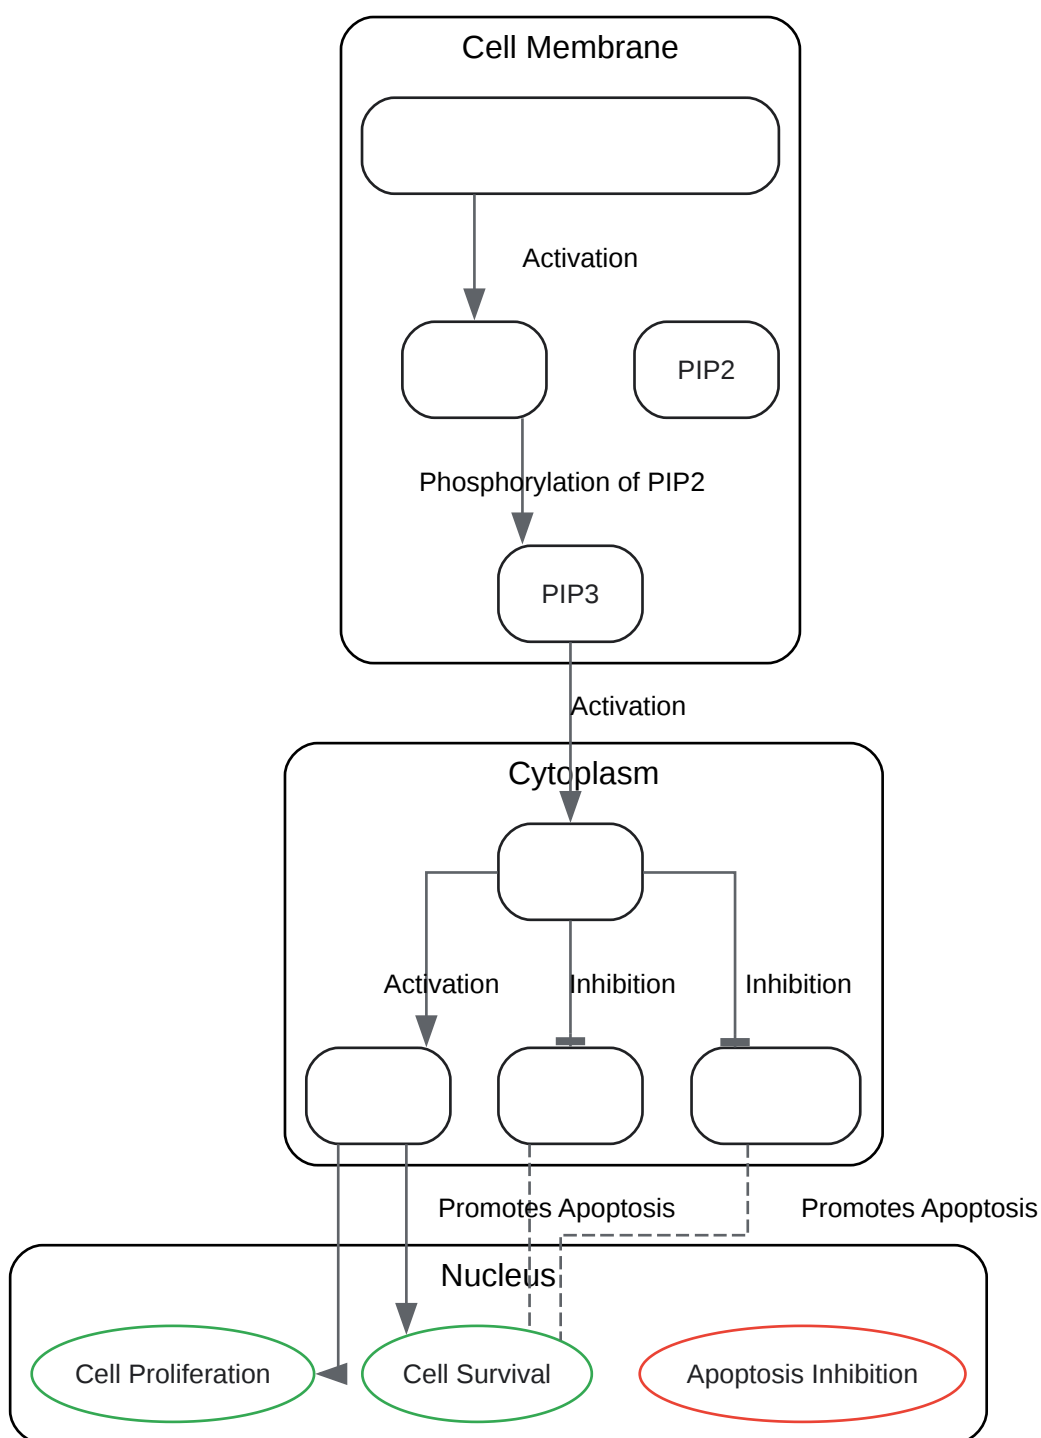 Cell Membrane
Activation
PIP2
Phosphorylation of PIP2
PIP3
Activation
Cytoplasm
Activation
Inhibition
Inhibition
Promotes Apoptosis
Promotes Apoptosis
Nucleus
Cell Proliferation
Cell Survival
Apoptosis Inhibition